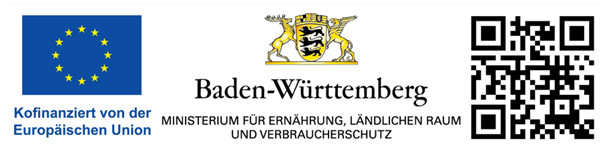 Kofinanziert von der
Europäischen Union
Baden-Württemberg
MINISTERIUM FÜR ERNÄHRUNG, LÄNDLICHEN RAUM
UND VERBRAUCHERSCHUTZ